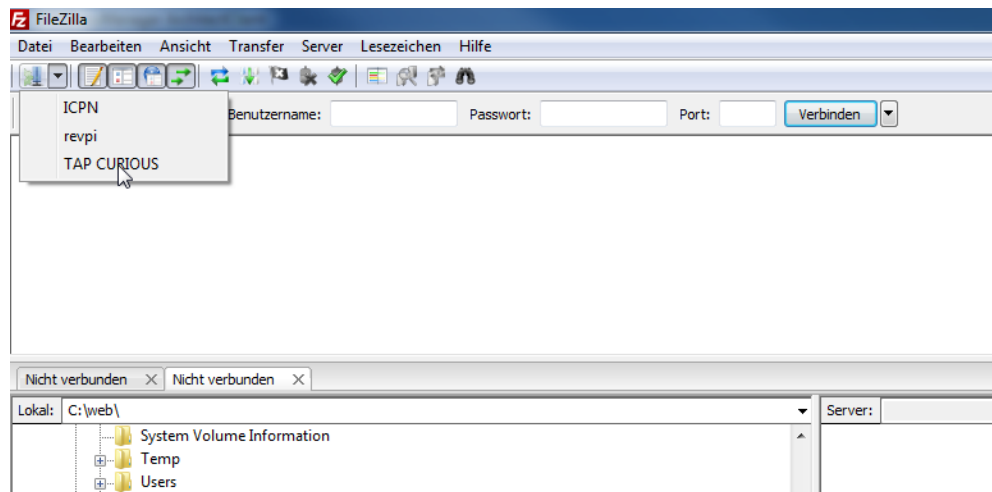 FileZilla
Datei Bearbeiten Ansicht Transfer Server Lesezeichen Hilfe
ICPN
Benutzername: Passwort: Port: Verbinden
revpi
TAP CURIOUS
Nicht verbunden Nicht verbunden
Lokal: C:\web\ Server:
System Volume Information
Temp
Users